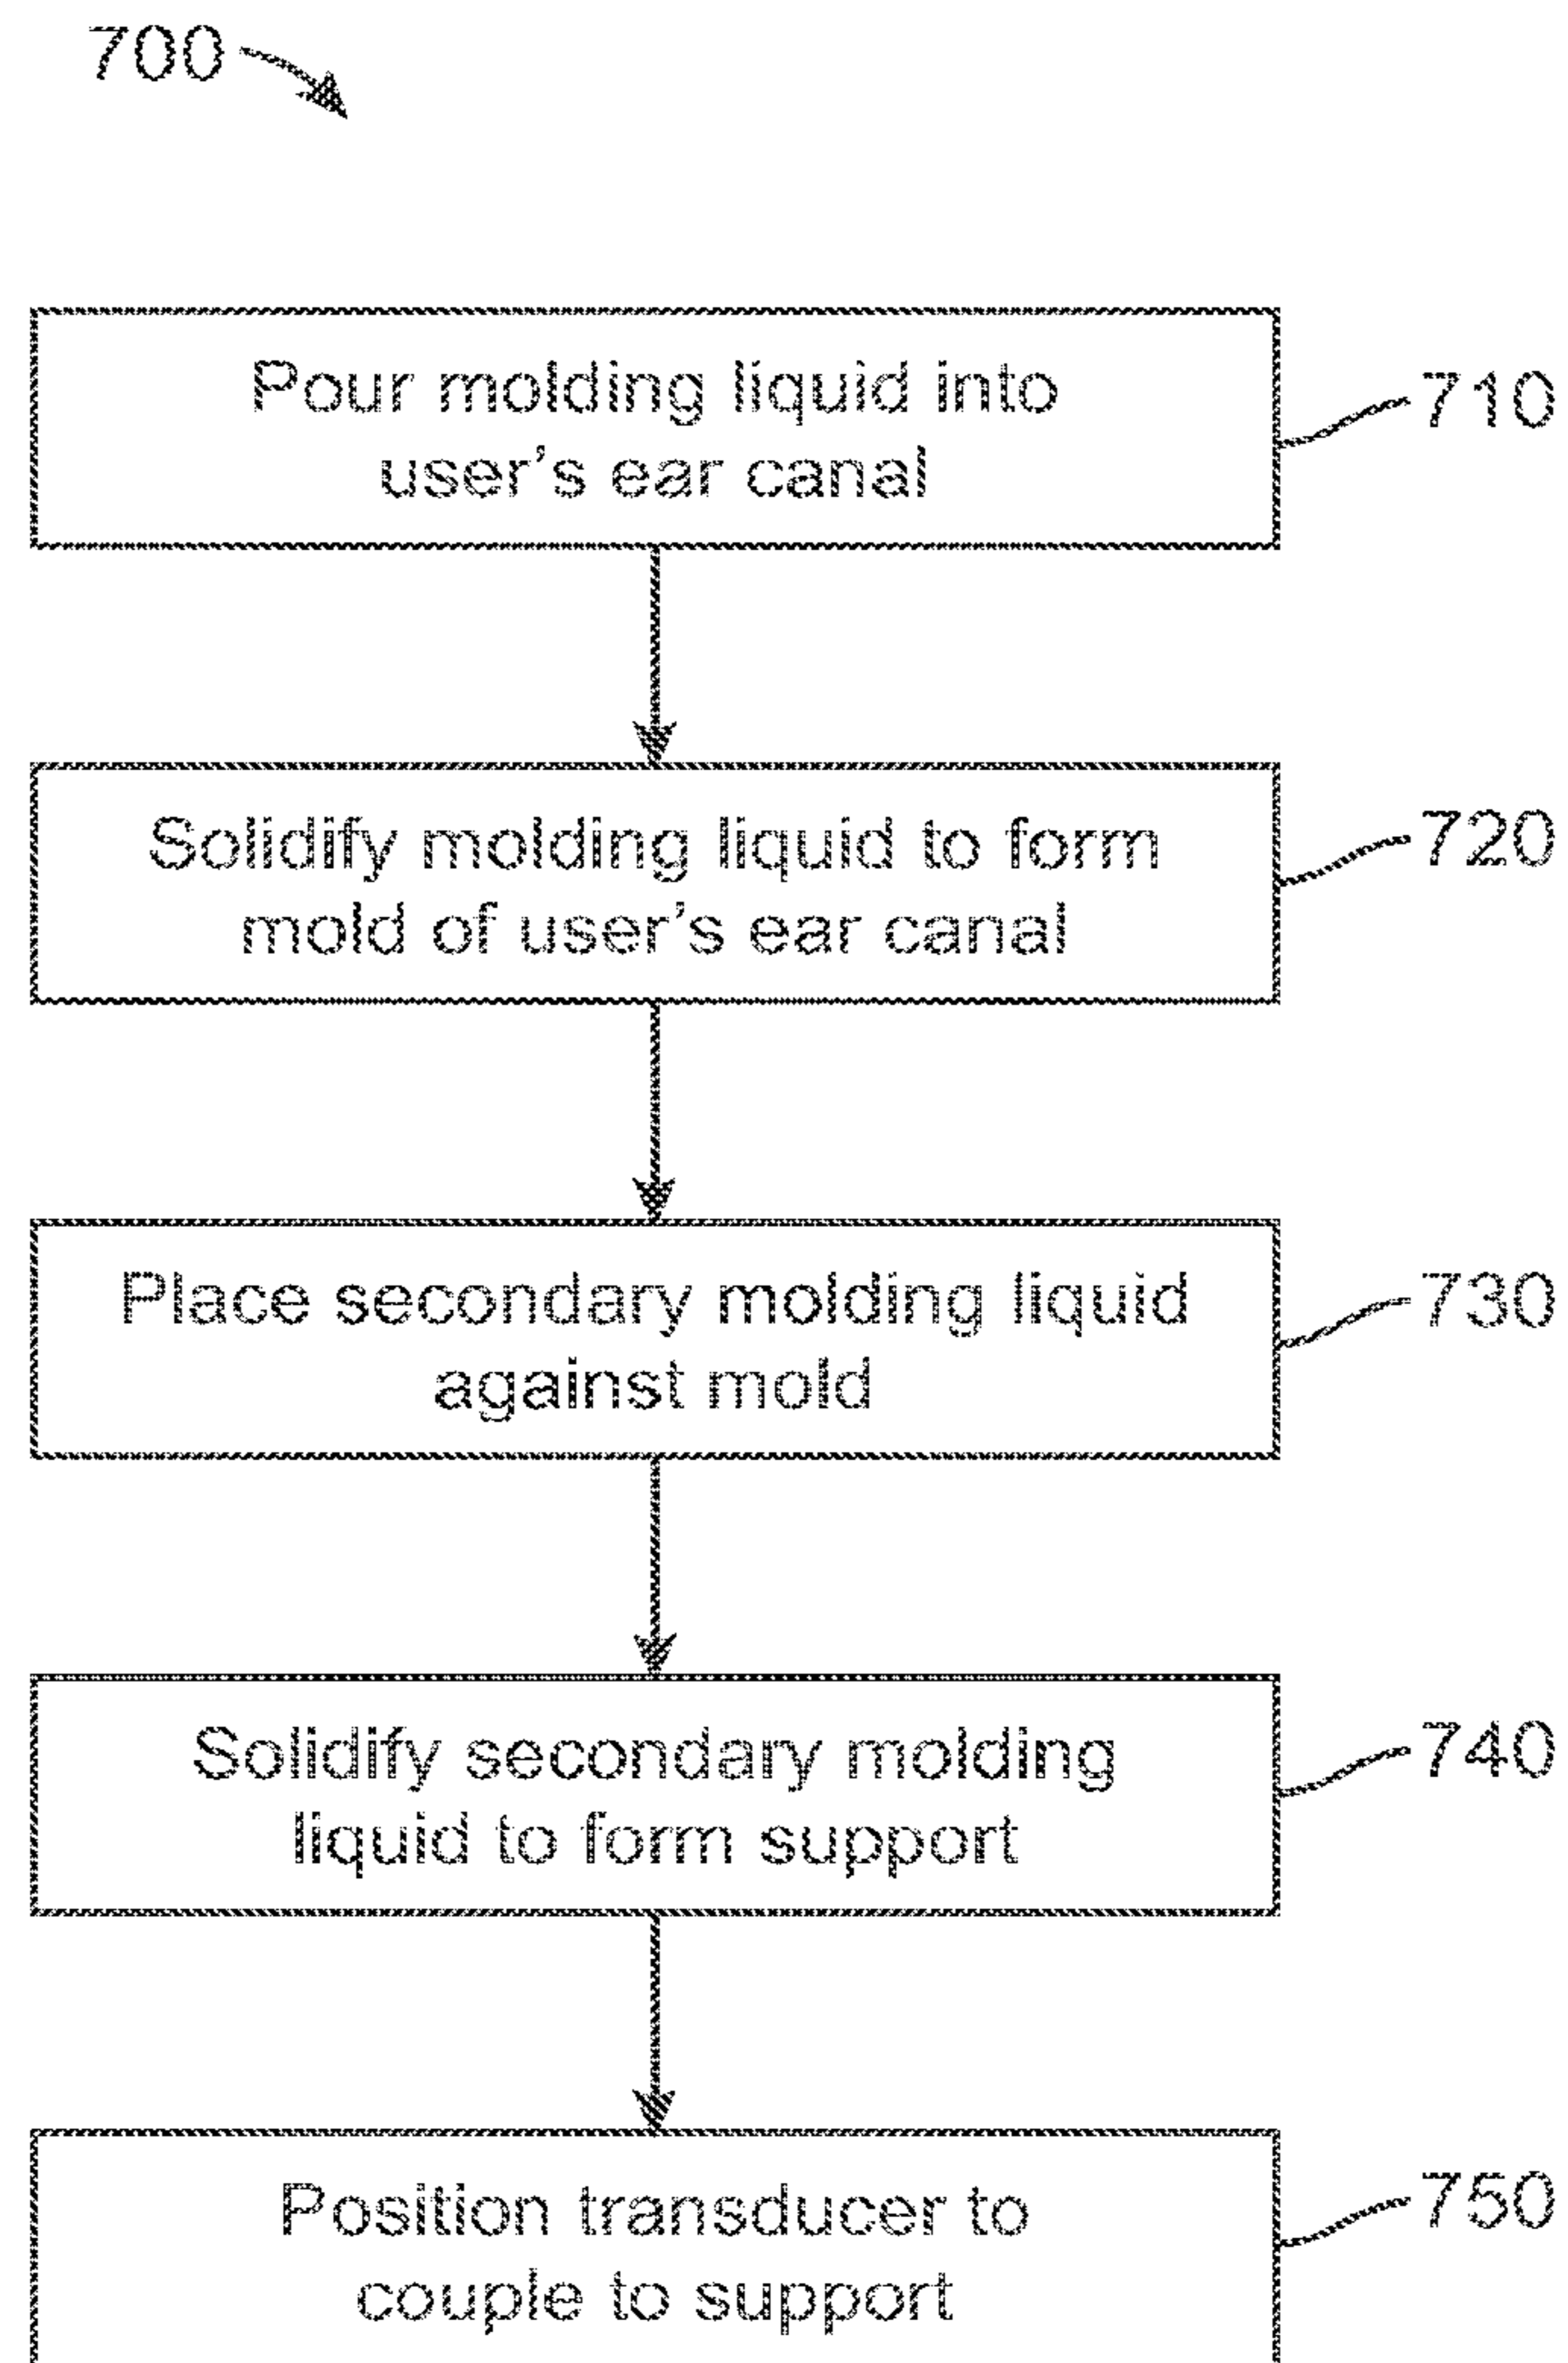 700
Pour molding liquid into
user's ear canal
710
Solidify molding liquid to form
mold of user's ear canal
720
Place secondary molding liquid
against mold
730
Solidify secondary molding
liquid to form support
740
Position transducer to
couple to support
750